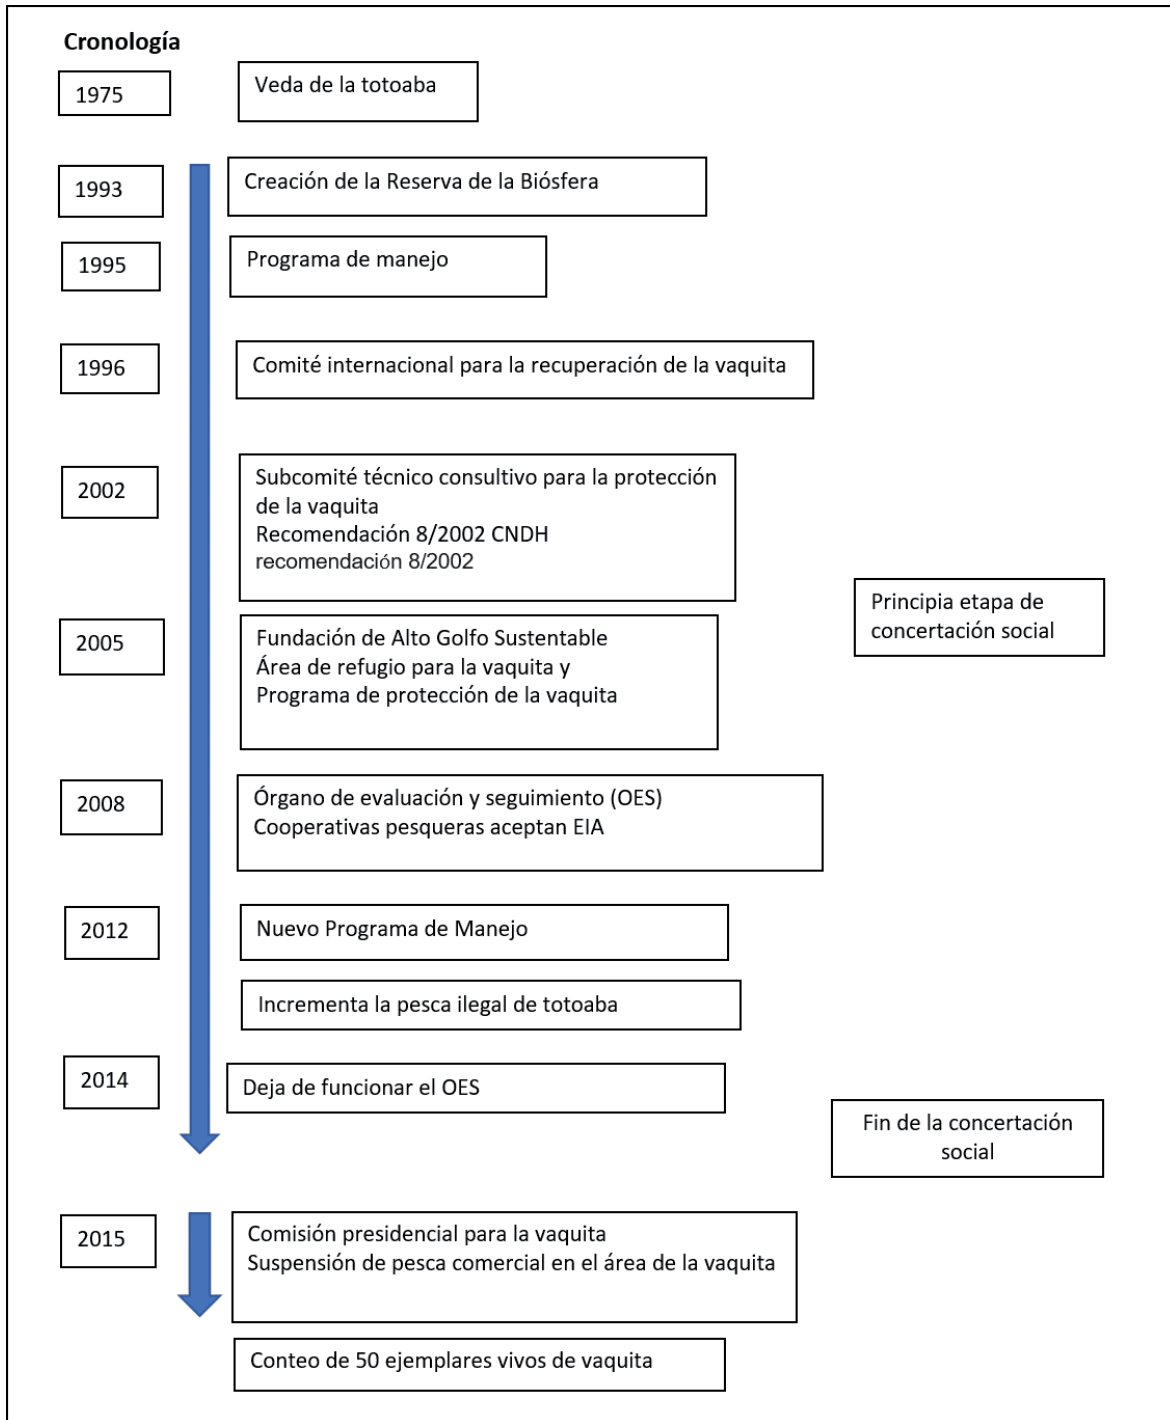 Cronología
1975
Veda de la totoaba
1993
Creación de la Reserva de la Biósfera
1995
Programa de manejo
1996
Comité internacional para la recuperación de la vaquita
2002
Subcomité técnico consultivo para la protección
de la vaquita
Recomendación 8/2002 CNDH
recomendación 8/2002
Principia etapa de
concertación social
2005
Fundación de Alto Golfo Sustentable
Área de refugio para la vaquita y
Programa de protección de la vaquita
2008
Órgano de evaluación y seguimiento (OES)
Cooperativas pesqueras aceptan EIA
2012
Nuevo Programa de Manejo
Incrementa la pesca ilegal de totoaba
2014
Deja de funcionar el OES
Fin de la concertación
social
2015
Comisión presidencial para la vaquita
Suspensión de pesca comercial en el área de la vaquita
Conteo de 50 ejemplares vivos de vaquita